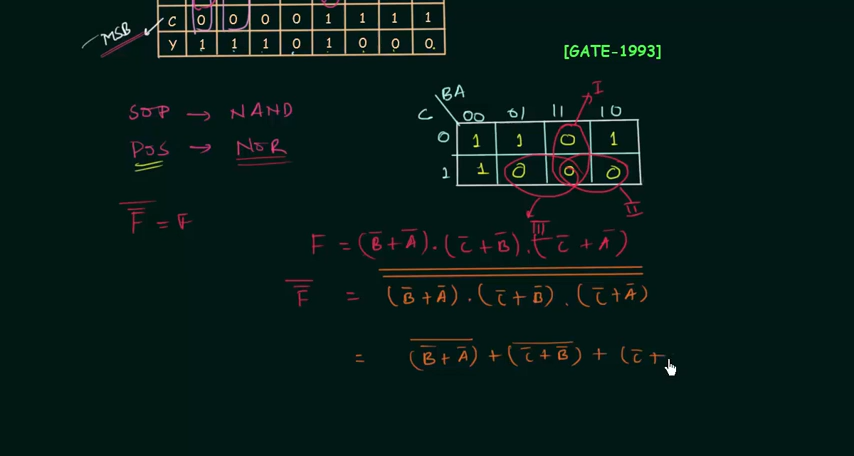 MSB C 0 0 0 0 1 1 1 1
Y 1 1 1 0 1 0 0 0.
[GATE-1993]
I
BA
C 00 01 11 10
0 1 1 0 1
1 1 0 0 0
II
III
SOP → NAND
POS → NOR
F̿ = F
F = (B̅ + A̅) . (C̅ + B̅) . (C̅ + A̅)
F̿ = (B̅ + A̅) . (C̅ + B̅) . (C̅ + A̅)
= (B̅ + A̅) + (C̅ + B̅) + (C̅ +